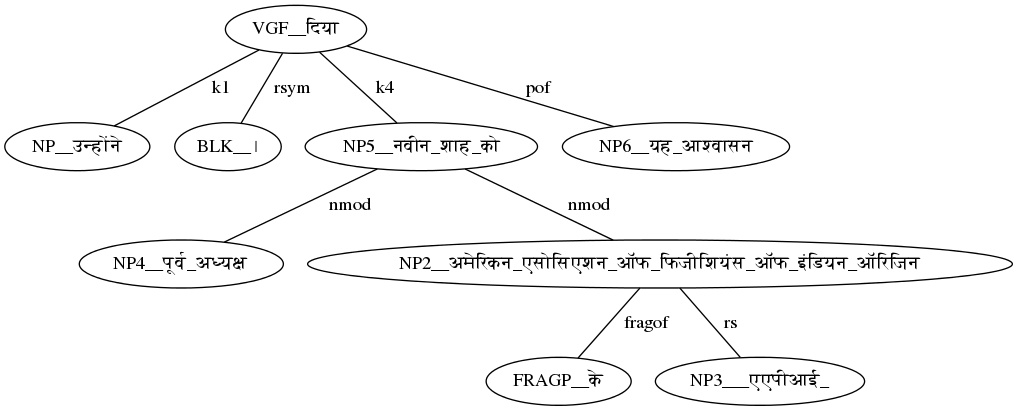 VGF__दिया
k1 rsym k4 pof
NP__उन्होंने BLK__। NP5__नवीन_शाह_को NP6__यह_आश्वासन
nmod nmod
NP4__पूर्व_अध्यक्ष NP2__अमेरिकन_एसोसिएशन_ऑफ_फिजीशियंस_ऑफ_इंडियन_ऑरिजिन
fragof rs
FRAGP__के NP3___एएपीआई_